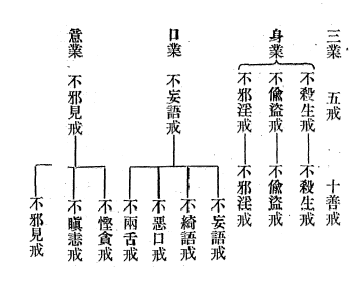 三業 五戒 十善戒
身業
不殺生戒 不殺生戒
不偸盜戒 不偸盜戒
不邪淫戒 不邪淫戒
口業 不妄語戒
不妄語戒
不綺語戒
不惡口戒
不兩舌戒
意業 不邪見戒
不慳貪戒
不瞋恚戒
不邪見戒